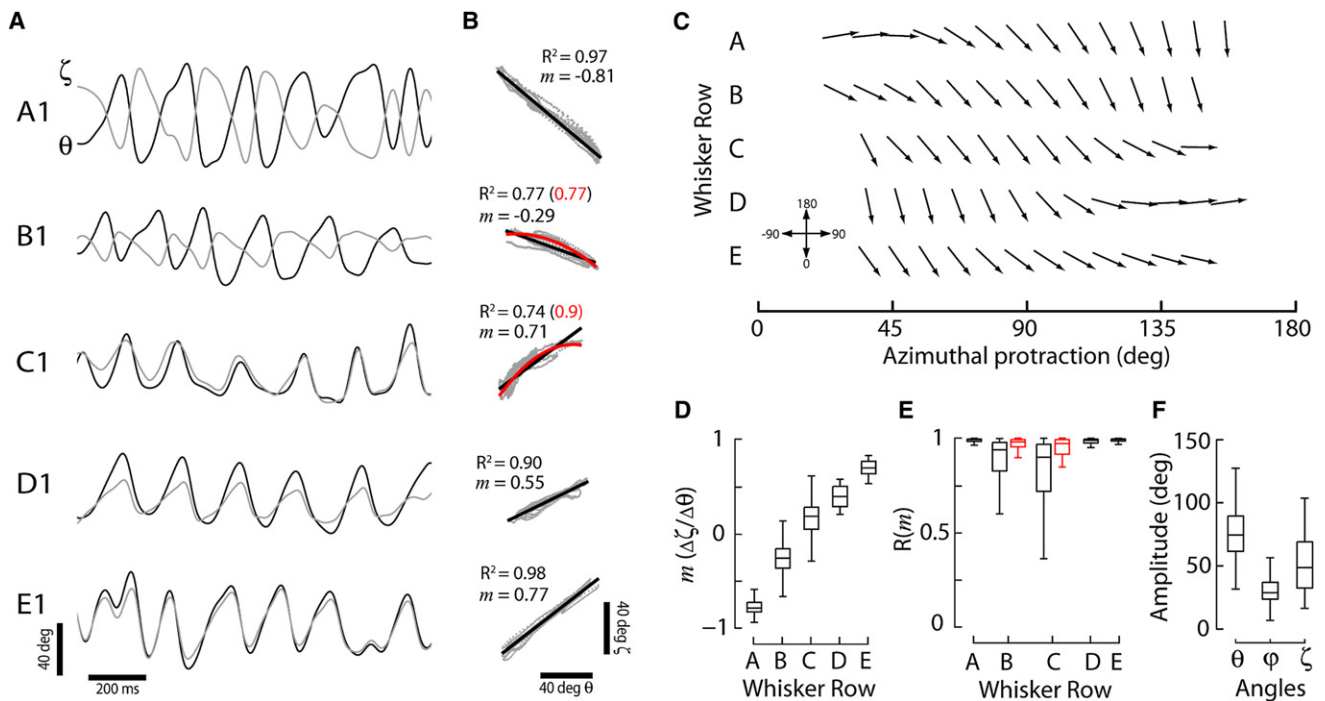 A
ζ
A1
θ
B1
C1
D1
E1
40 deg
200 ms
B
R² = 0.97
m = -0.81
R² = 0.77 (0.77)
m = -0.29
R² = 0.74 (0.9)
m = 0.71
R² = 0.90
m = 0.55
R² = 0.98
m = 0.77
40 deg ζ
40 deg θ
C
Whisker Row
A
B
C
D
E
180
-90 90
0
0 45 90 135 180
Azimuthal protraction (deg)
D
m (Δζ/Δθ)
1
0
−1
A B C D E
Whisker Row
E
R(m)
1
0.5
0
A B C D E
Whisker Row
F
Amplitude (deg)
150
100
50
0
θ φ ζ
Angles